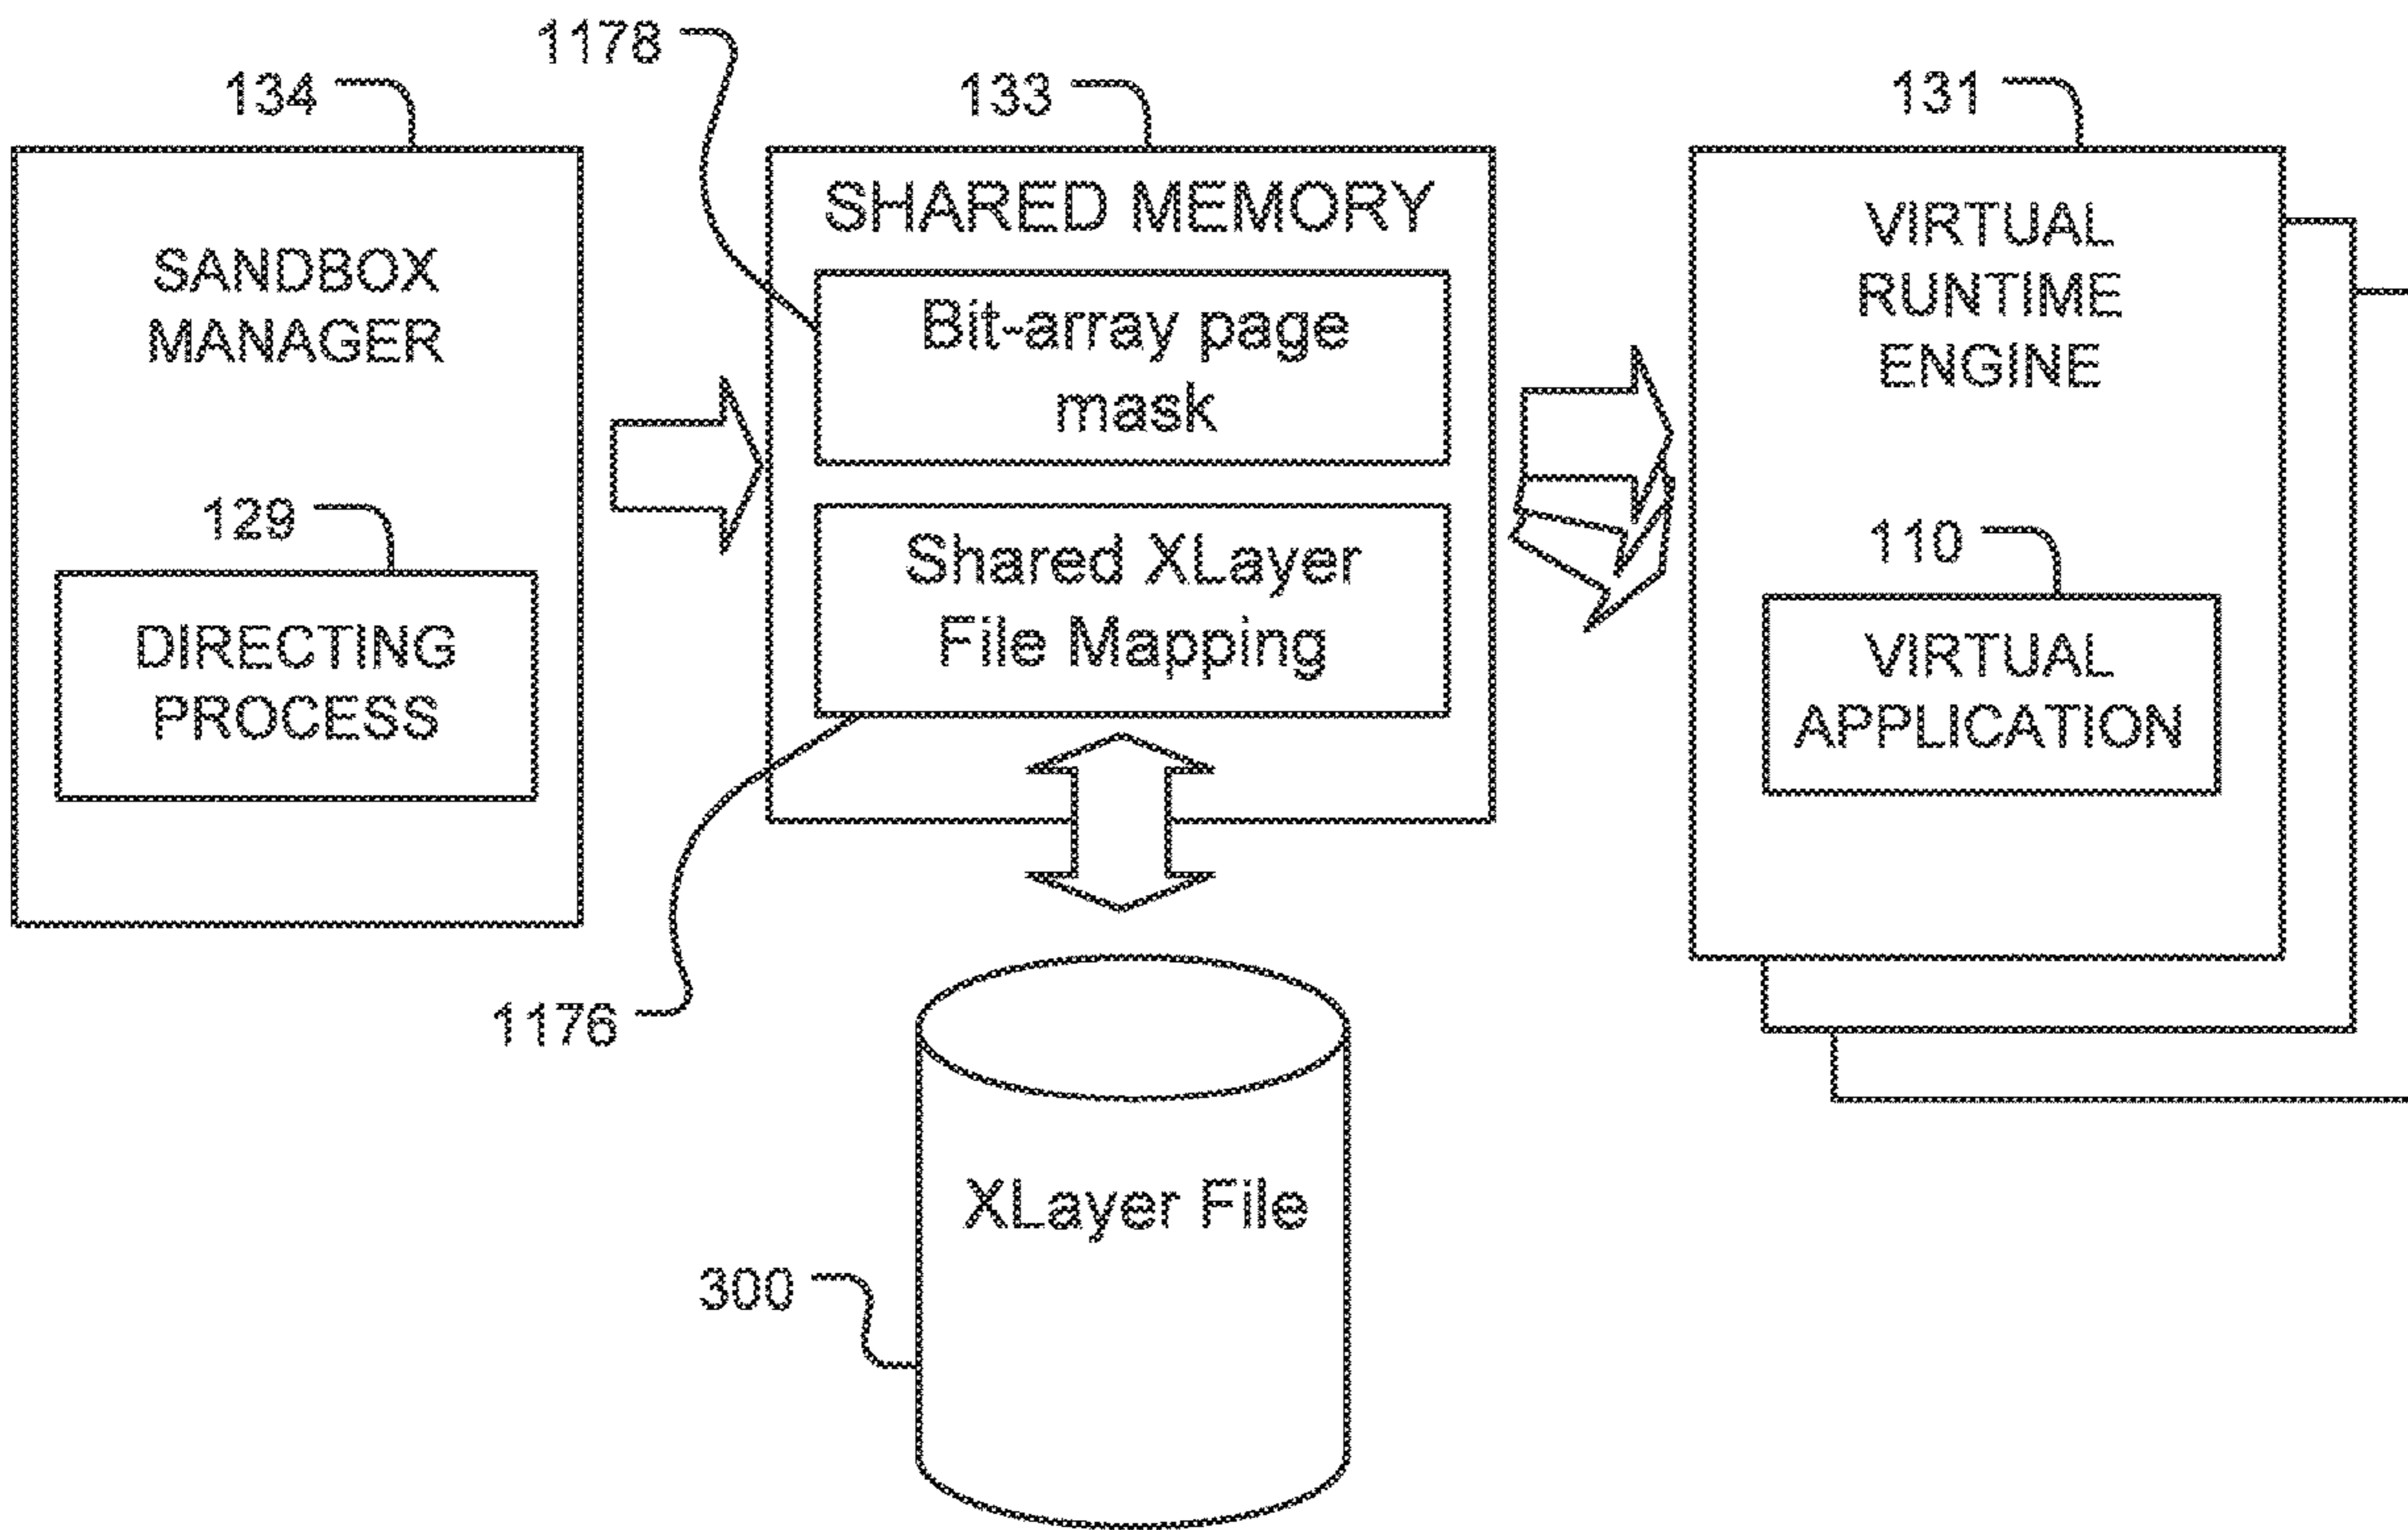 1178
134
133
131
SANDBOX
MANAGER
129
DIRECTING
PROCESS
SHARED MEMORY
Bit-array page
mask
Shared XLayer
File Mapping
1176
VIRTUAL
RUNTIME
ENGINE
110
VIRTUAL
APPLICATION
XLayer File
300